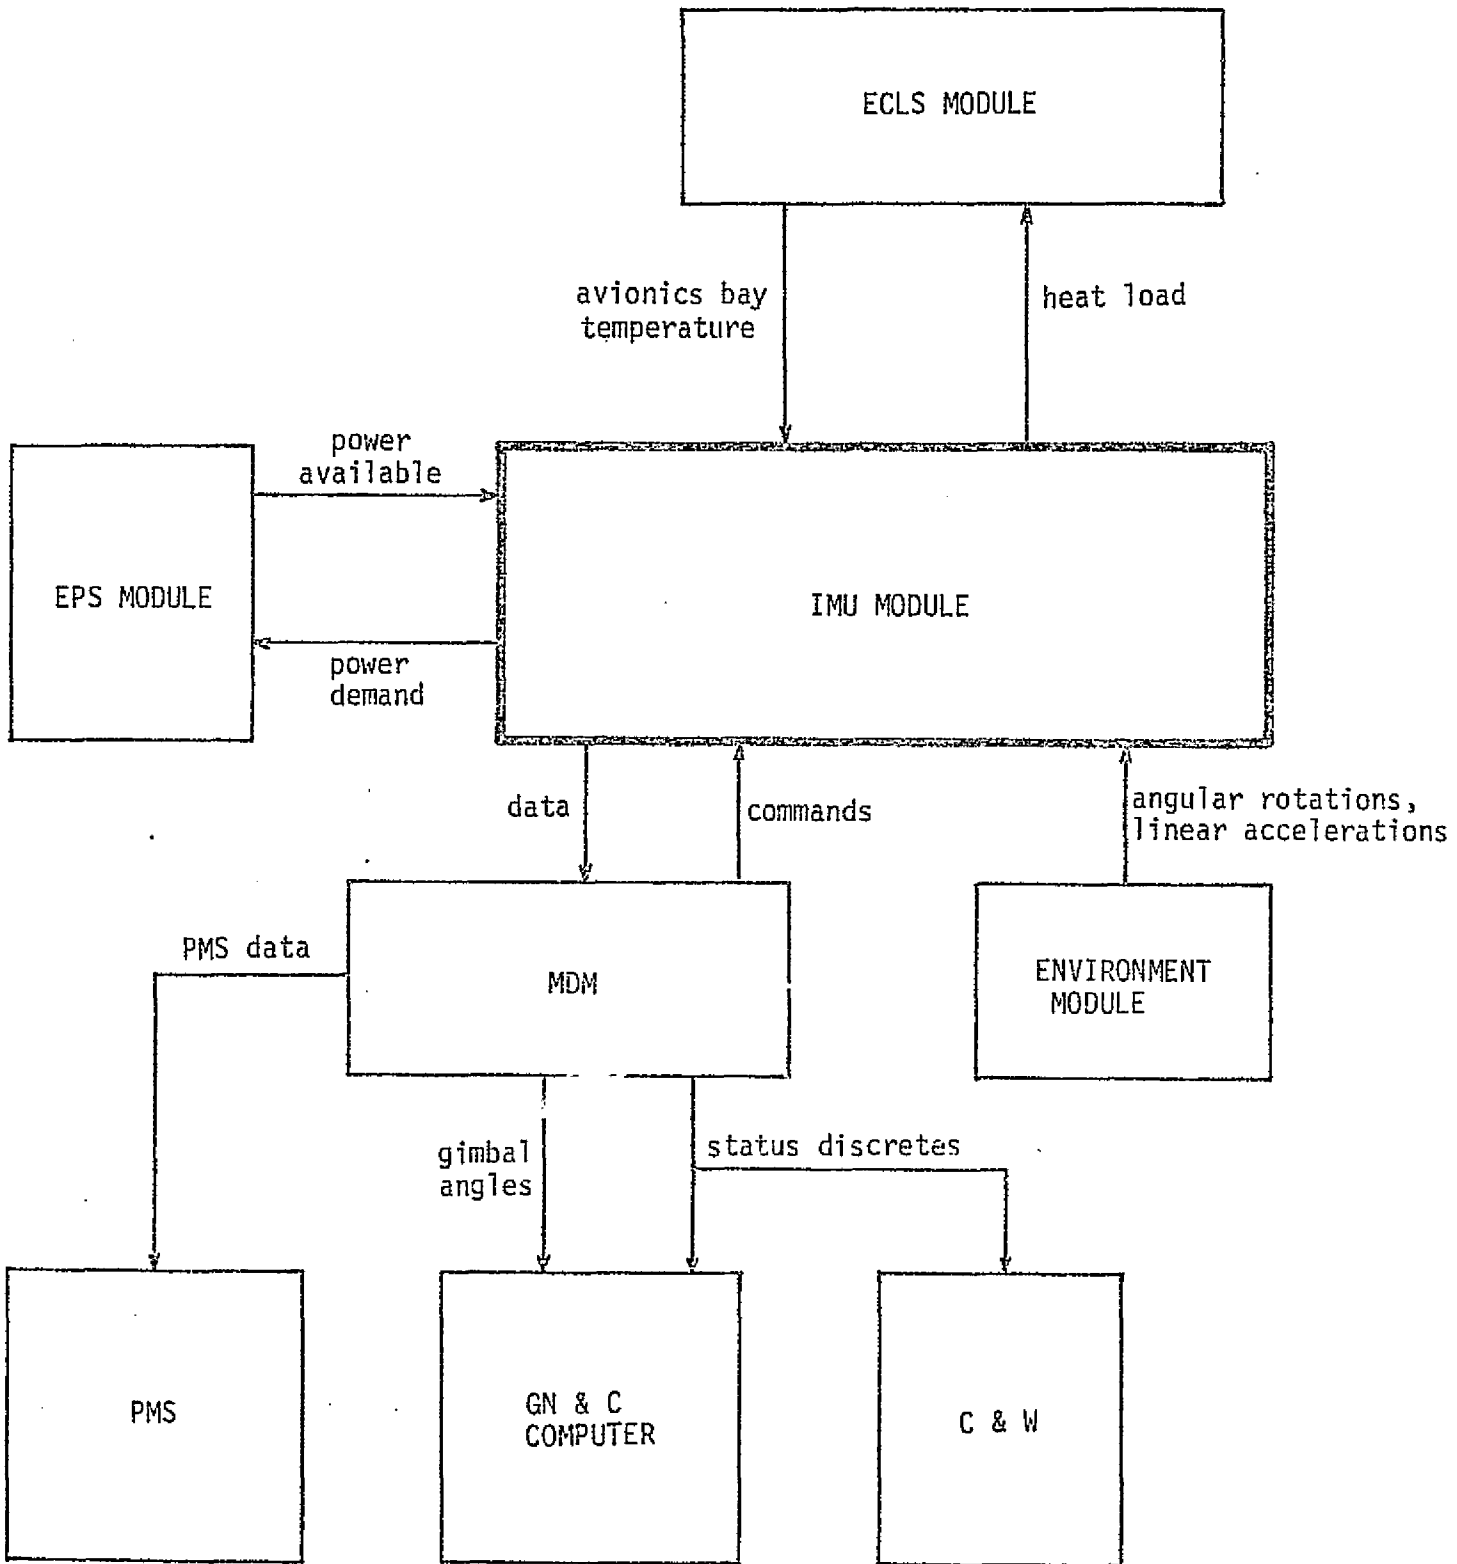 ECLS MODULE
avionics bay
temperature
heat load
power
available
EPS MODULE
IMU MODULE
power
demand
data
commands
angular rotations,
linear accelerations
PMS data
MDM
ENVIRONMENT
MODULE
gimbal
angles
status discretes
PMS
GN & C
COMPUTER
C & W